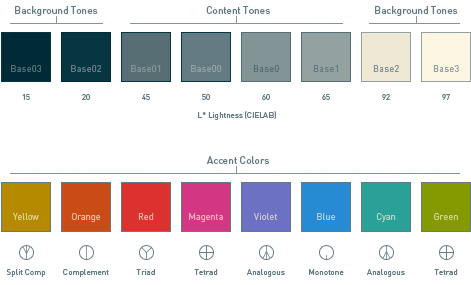 Background Tones Content Tones Background Tones
Base03 Base02 Base01 Base00 Base0 Base1 Base2 Base3
15 20 45 50 60 65 92 97
L* Lightness (CIELAB)
Accent Colors
Yellow Orange Red Magenta Violet Blue Cyan Green
Split Comp Complement Triad Tetrad Analogous Monotone Analogous Tetrad